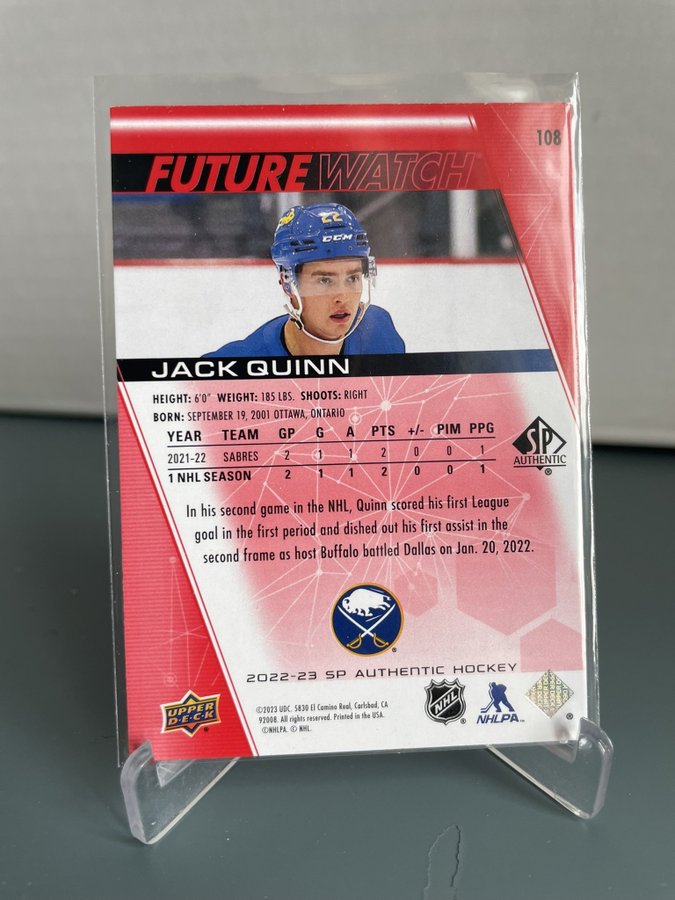 108
FUTURE WATCH
22
CCM
JACK QUINN
HEIGHT: 6'0" WEIGHT: 185 LBS. SHOOTS: RIGHT
BORN: SEPTEMBER 19, 2001 OTTAWA, ONTARIO
YEAR TEAM GP G A PTS +/- PIM PPG
2021-22 SABRES 2 1 1 2 0 0 1
1 NHL SEASON 2 1 1 2 0 0 1
SP
AUTHENTIC
®
In his second game in the NHL, Quinn scored his first League
goal in the first period and dished out his first assist in the
second frame as host Buffalo battled Dallas on Jan. 20, 2022.
®
2022-23 SP AUTHENTIC HOCKEY
UPPER
D·E·C·K
®
©2023 UDC. 5830 El Camino Real, Carlsbad, CA
92008. All rights reserved. Printed in the USA.
©NHLPA. © NHL.
NHL
®
NHLPA
®